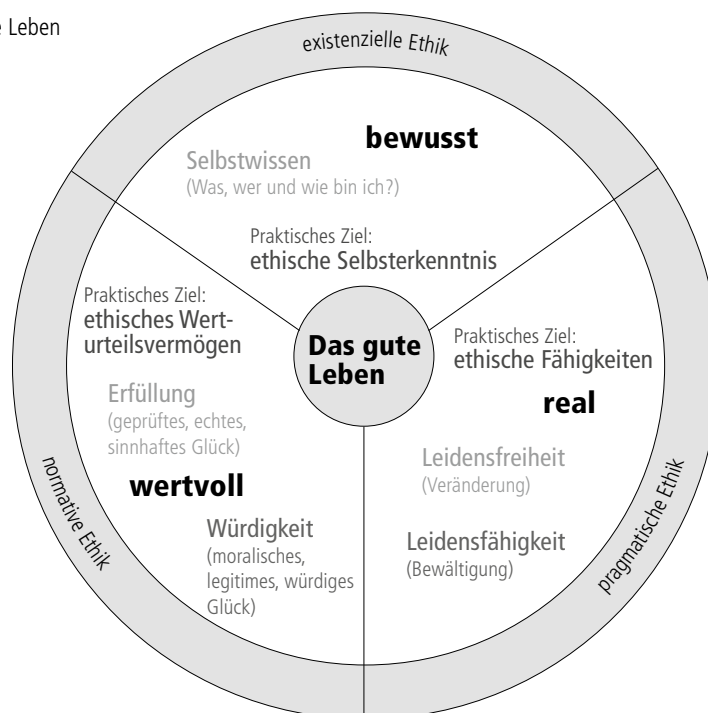 e Leben
existenzielle Ethik
bewusst
Selbstwissen
(Was, wer und wie bin ich?)
Praktisches Ziel:
ethische Selbsterkenntnis
Praktisches Ziel:
ethisches Wert-
urteilsvermögen
Erfüllung
(geprüftes, echtes,
sinnhaftes Glück)
wertvoll
Würdigkeit
(moralisches,
legitimes, würdiges
Glück)
normative Ethik
Das gute
Leben
Praktisches Ziel:
ethische Fähigkeiten
real
Leidensfreiheit
(Veränderung)
Leidensfähigkeit
(Bewältigung)
pragmatische Ethik